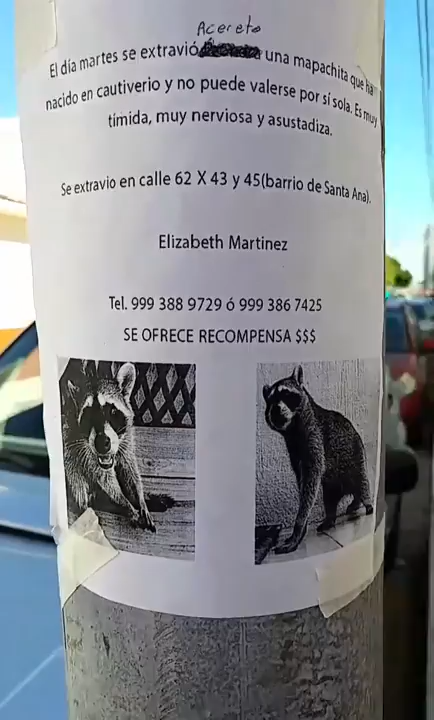 Acereto
El día martes se extravió una mapachita que ha
nacido en cautiverio y no puede valerse por sí sola. Es muy
timida, muy nerviosa y asustadiza.
Se extravio en calle 62 X 43 y 45(barrio de Santa Ana).
Elizabeth Martinez
Tel. 999 388 9729 ó 999 386 7425
SE OFRECE RECOMPENSA $$$